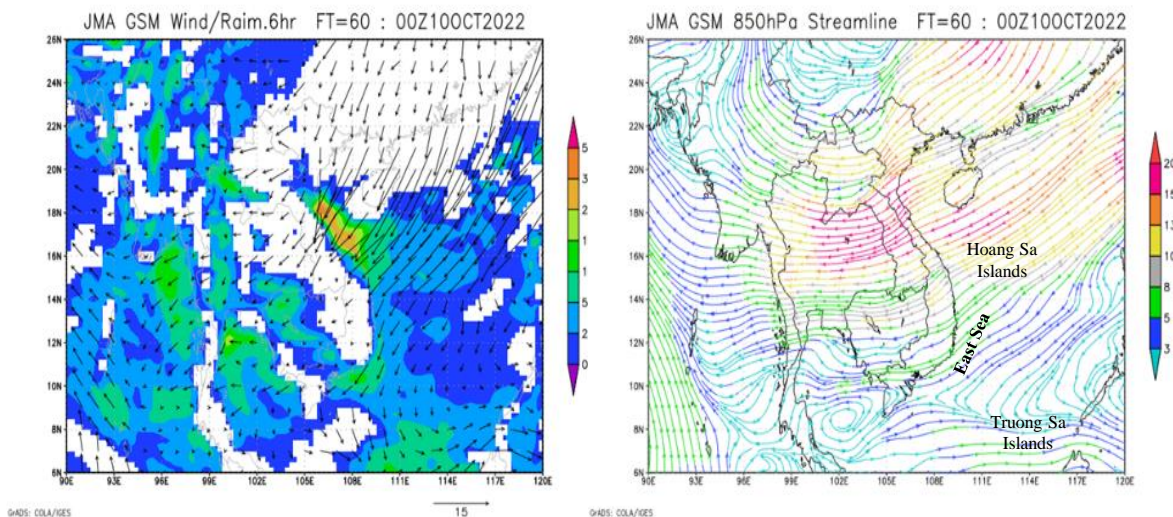 JMA GSM Wind/Raim.6hr FT=60 : 00Z10OCT2022
26N
24N
22N
20N
18N
16N
14N
12N
10N
8N
6N
90E 93E 96E 99E 102E 105E 108E 111E 114E 117E 120E
5
3
2
1
1
5
2
0
15
GrADS: COLA/IGES
JMA GSM 850hPa Streamline FT=60 : 00Z10OCT2022
26N
24N
22N
20N
18N
16N
14N
12N
10N
8N
6N
90E 93E 96E 99E 102E 105E 108E 111E 114E 117E 120E
Hoang Sa
Islands
East Sea
Truong Sa
Islands
20
15
13
10
8
5
3
GrADS: COLA/IGES